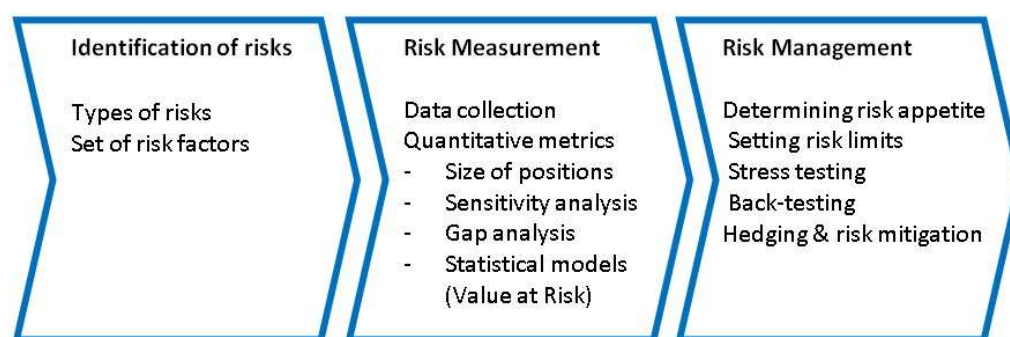 Identification of risks
Types of risks
Set of risk factors
Risk Measurement
Data collection
Quantitative metrics
- Size of positions
- Sensitivity analysis
- Gap analysis
- Statistical models
(Value at Risk)
Risk Management
Determining risk appetite
Setting risk limits
Stress testing
Back-testing
Hedging & risk mitigation